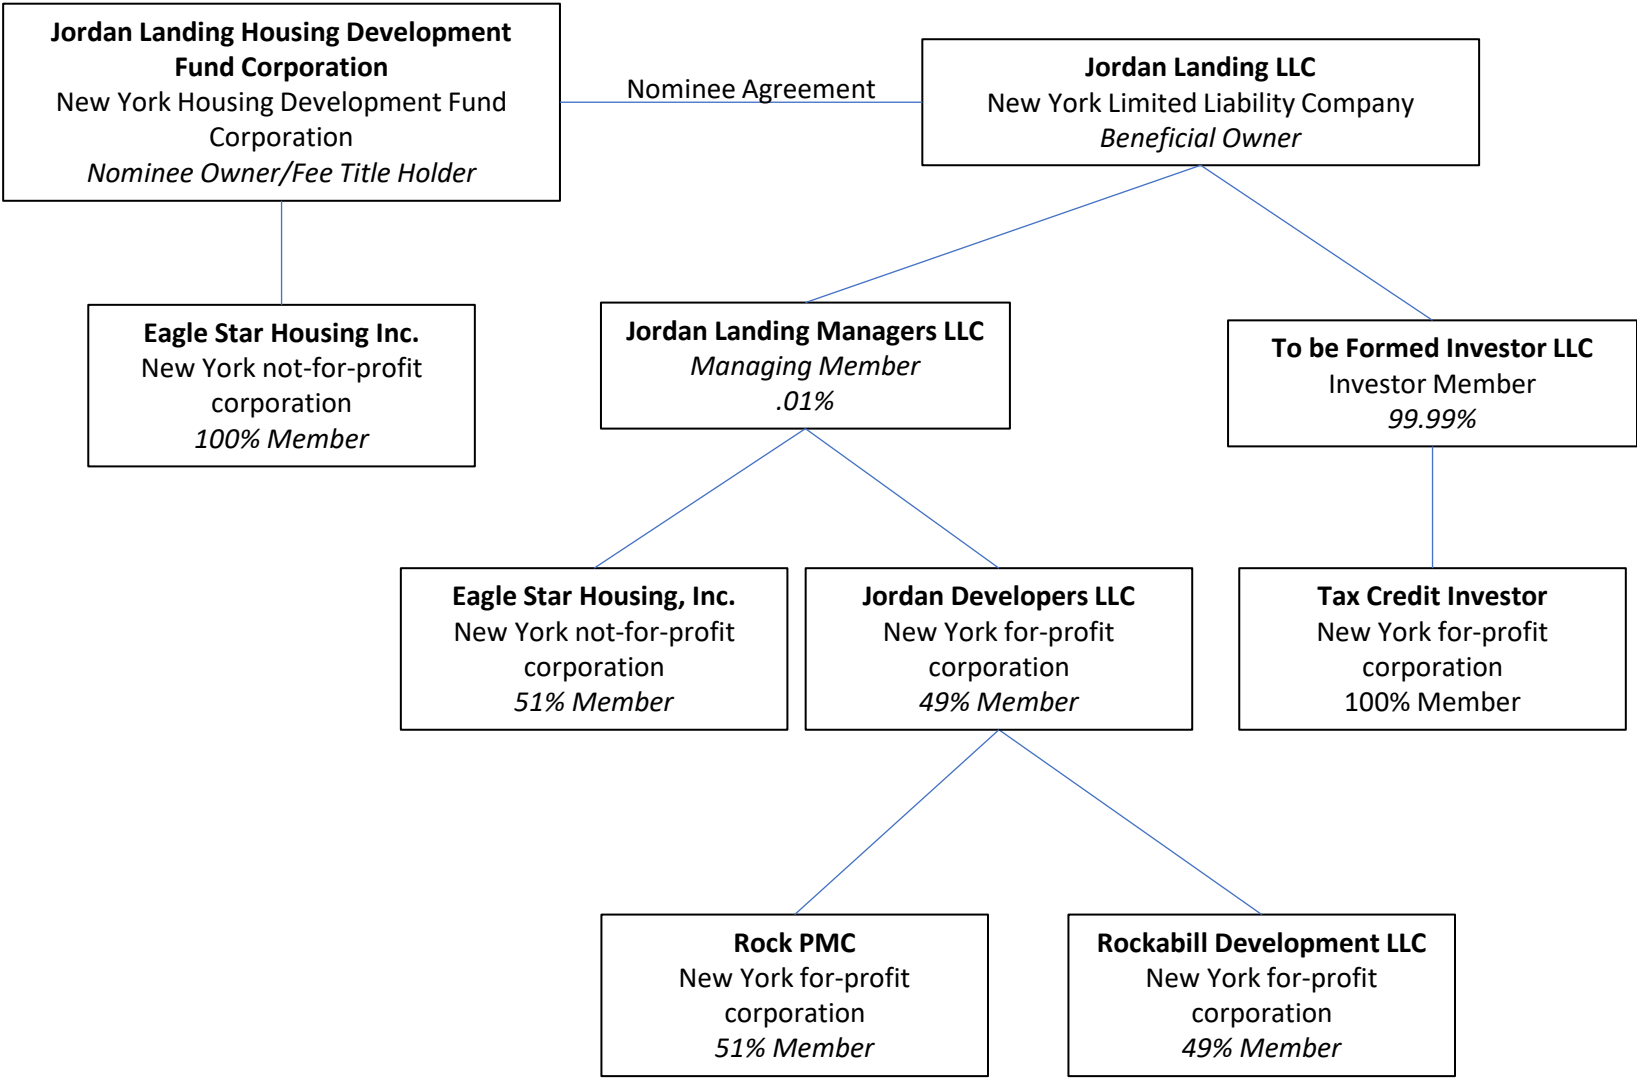 Jordan Landing Housing Development
Fund Corporation
New York Housing Development Fund
Corporation
Nominee Owner/Fee Title Holder
Nominee Agreement
Jordan Landing LLC
New York Limited Liability Company
Beneficial Owner
Eagle Star Housing Inc.
New York not-for-profit
corporation
100% Member
Jordan Landing Managers LLC
Managing Member
.01%
To be Formed Investor LLC
Investor Member
99.99%
Eagle Star Housing, Inc.
New York not-for-profit
corporation
51% Member
Jordan Developers LLC
New York for-profit
corporation
49% Member
Tax Credit Investor
New York for-profit
corporation
100% Member
Rock PMC
New York for-profit
corporation
51% Member
Rockabill Development LLC
New York for-profit
corporation
49% Member